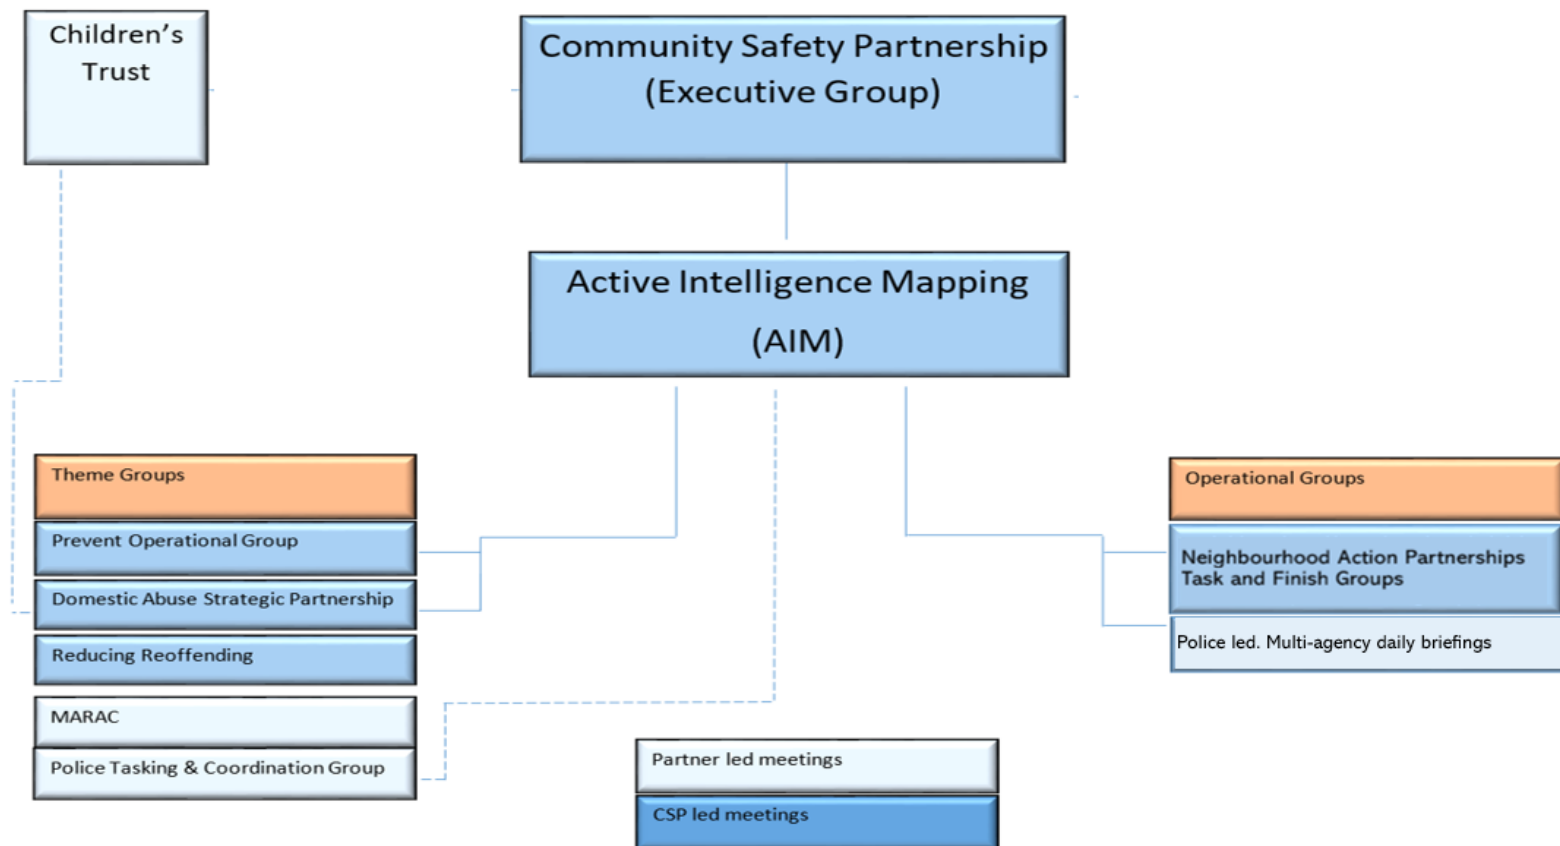 Children’s
Trust
Community Safety Partnership
(Executive Group)
Active Intelligence Mapping
(AIM)
Theme Groups
Prevent Operational Group
Domestic Abuse Strategic Partnership
Reducing Reoffending
MARAC
Police Tasking & Coordination Group
Operational Groups
Neighbourhood Action Partnerships
Task and Finish Groups
Police led. Multi-agency daily briefings
Partner led meetings
CSP led meetings